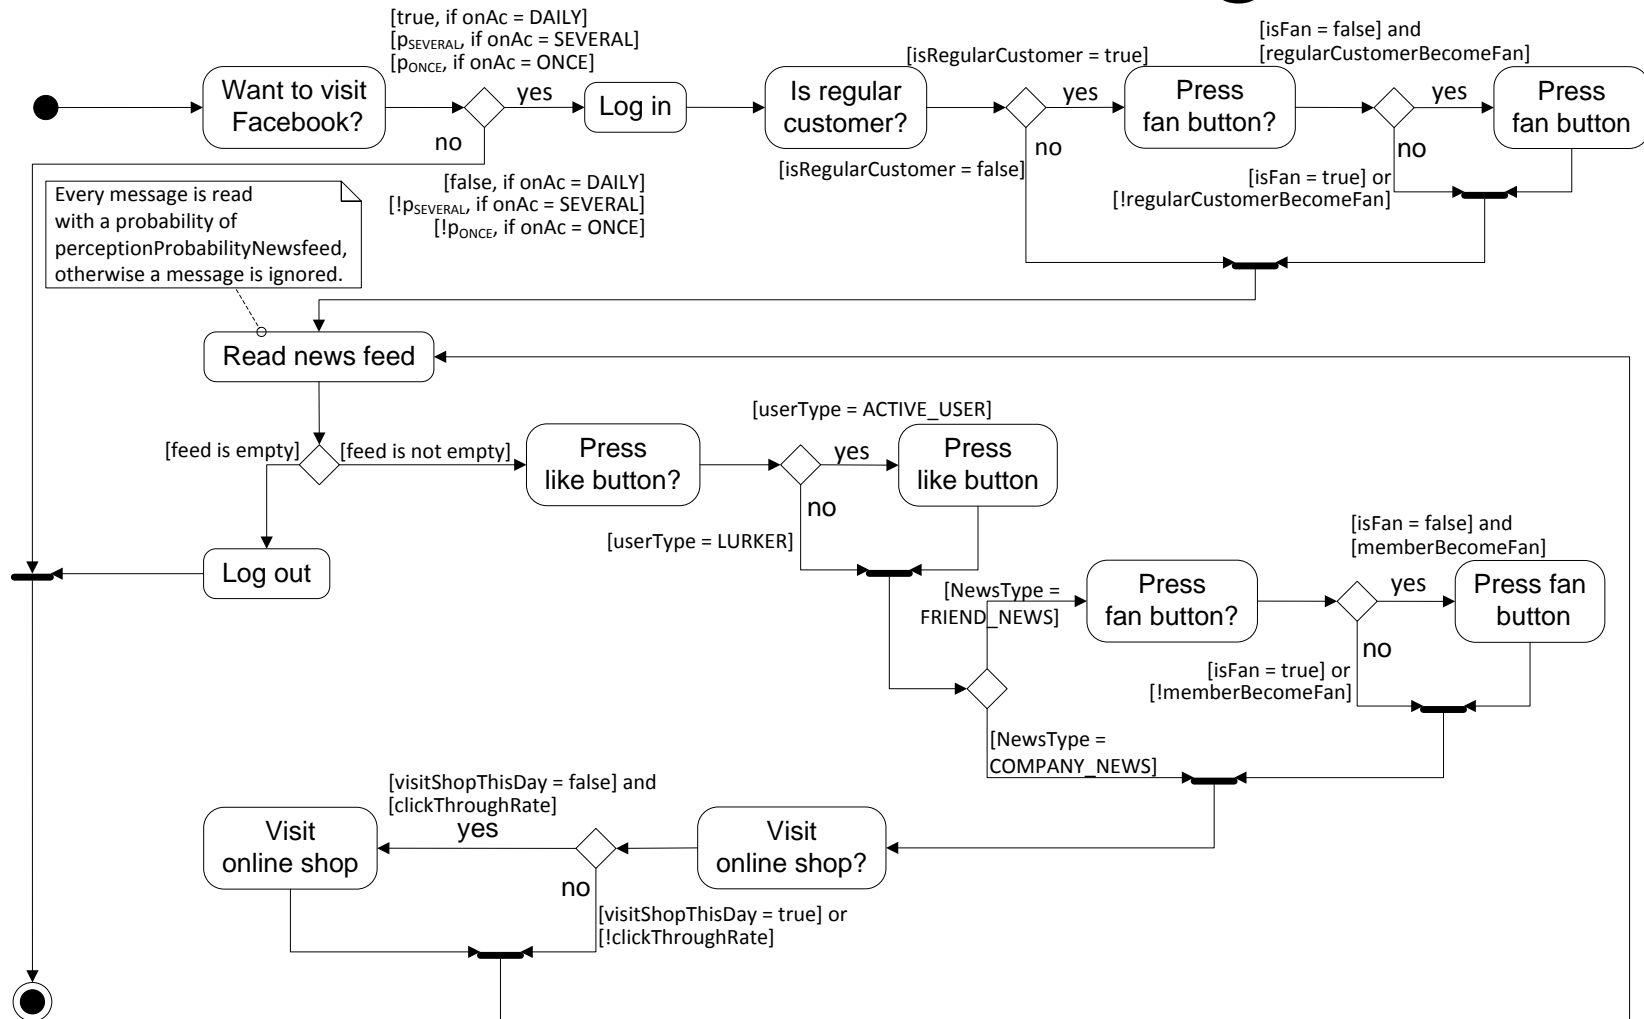 [true, if onAc = DAILY]
[pSEVERAL, if onAc = SEVERAL]
[pONCE, if onAc = ONCE]
[isFan = false] and
[regularCustomerBecomeFan]
[isRegularCustomer = true]
Want to visit
Facebook?
yes
Log in
Is regular
customer?
yes
Press
fan button?
yes
Press
fan button
no
no
no
[isRegularCustomer = false]
[isFan = true] or
[!regularCustomerBecomeFan]
[false, if onAc = DAILY]
[!pSEVERAL, if onAc = SEVERAL]
[!pONCE, if onAc = ONCE]
Every message is read
with a probability of
perceptionProbabilityNewsfeed,
otherwise a message is ignored.
Read news feed
[userType = ACTIVE_USER]
[feed is empty]
[feed is not empty]
Press
like button?
yes
Press
like button
no
[userType = LURKER]
[isFan = false] and
[memberBecomeFan]
Log out
[NewsType =
FRIEND_NEWS]
Press
fan button?
yes
Press fan
button
no
[isFan = true] or
[!memberBecomeFan]
[NewsType =
COMPANY_NEWS]
[visitShopThisDay = false] and
[clickThroughRate]
Visit
online shop
yes
Visit
online shop?
no
[visitShopThisDay = true] or
[!clickThroughRate]